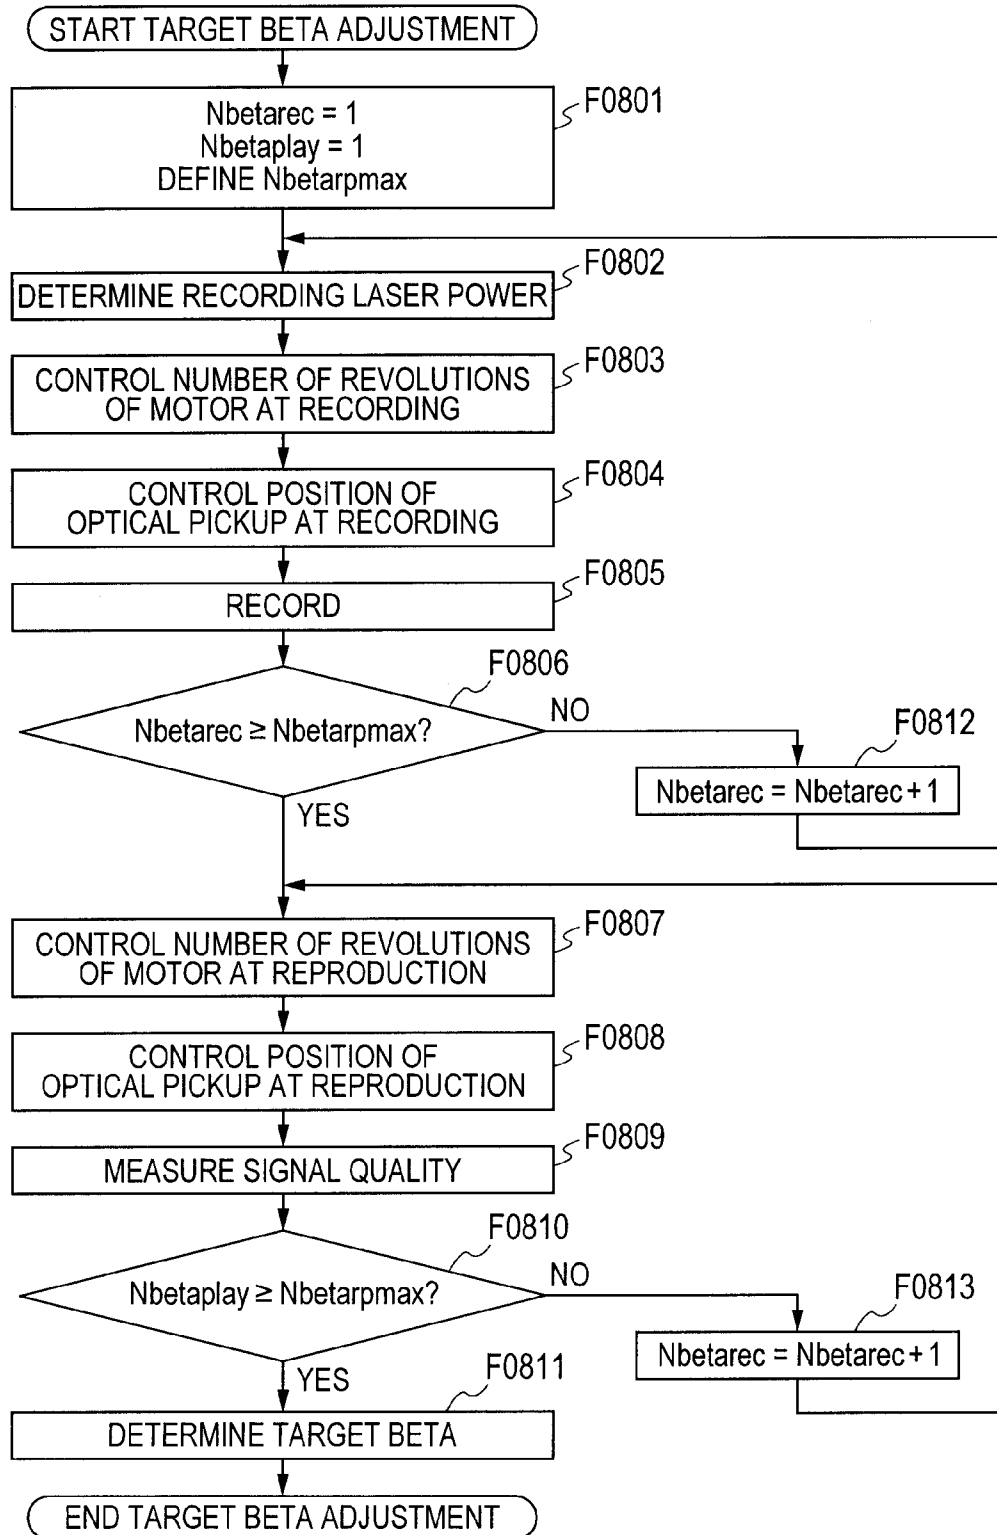 START TARGET BETA ADJUSTMENT
F0801
Nbetarec = 1
Nbetaplay = 1
DEFINE Nbetarpmax
F0802
DETERMINE RECORDING LASER POWER
F0803
CONTROL NUMBER OF REVOLUTIONS
OF MOTOR AT RECORDING
F0804
CONTROL POSITION OF
OPTICAL PICKUP AT RECORDING
F0805
RECORD
F0806
Nbetarec ≥ Nbetarpmax?
NO
F0812
Nbetarec = Nbetarec+1
YES
F0807
CONTROL NUMBER OF REVOLUTIONS
OF MOTOR AT REPRODUCTION
F0808
CONTROL POSITION OF
OPTICAL PICKUP AT REPRODUCTION
F0809
MEASURE SIGNAL QUALITY
F0810
Nbetaplay ≥ Nbetarpmax?
NO
F0813
Nbetarec = Nbetarec+1
YES
F0811
DETERMINE TARGET BETA
END TARGET BETA ADJUSTMENT